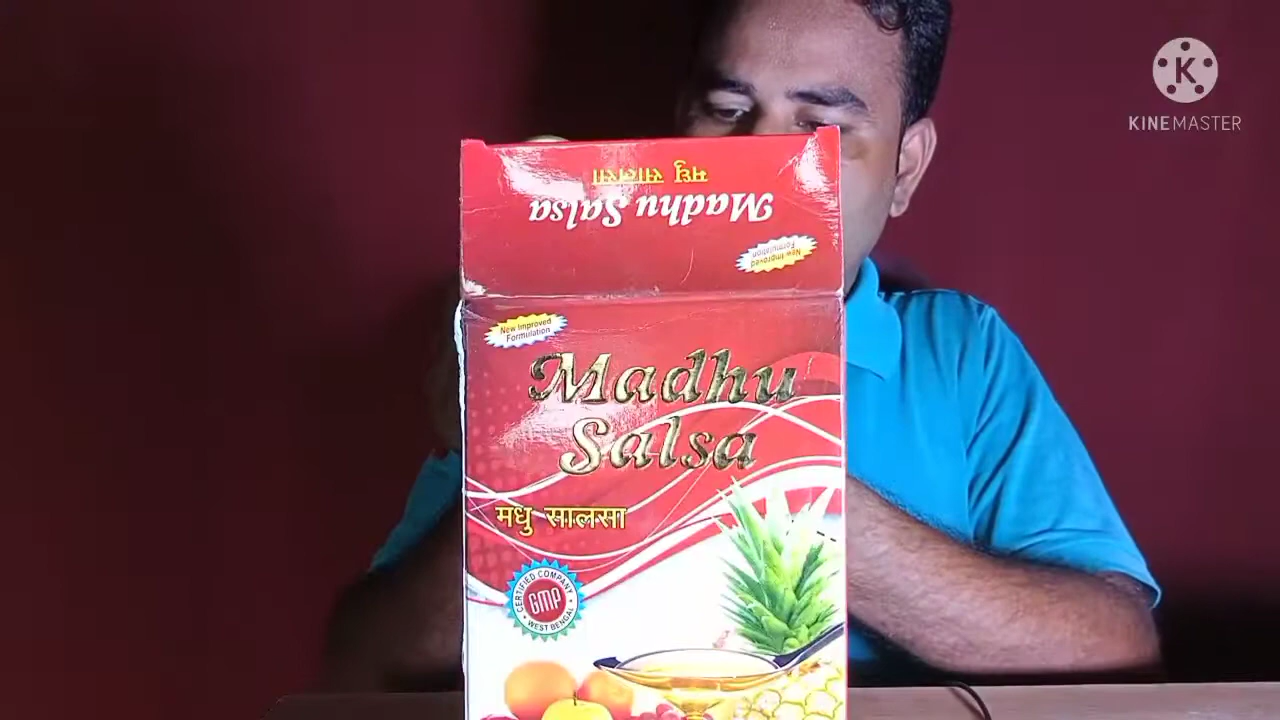 KINEMASTER
मधु सालसा
Madhu Salsa
New Improved
Formulation
New Improved
Formulation
Madhu
Salsa
मधु सालसा
CERTIFIED COMPANY
GMP
WEST BENGAL